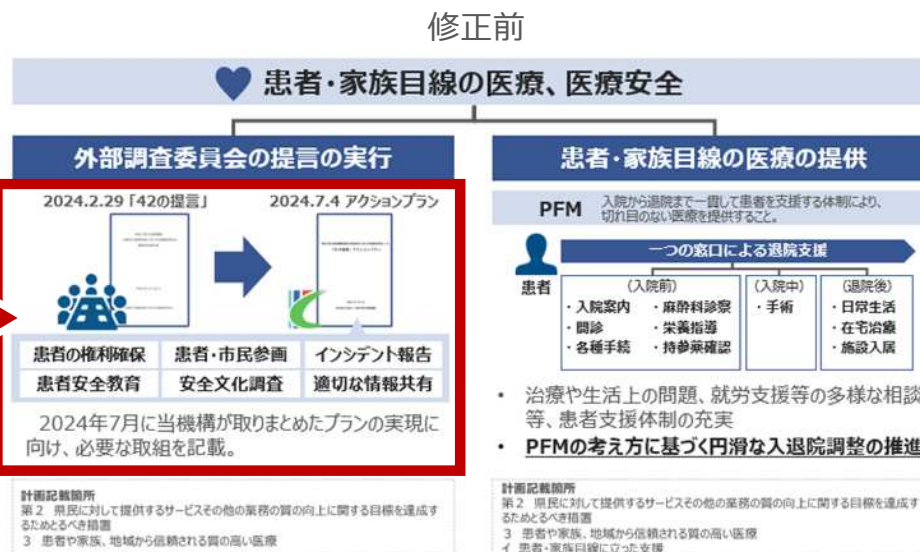 修正前
患者・家族目線の医療、医療安全
外部調査委員会の提言の実行
2024.2.29 「42の提言」
2024.7.4 アクションプラン
患者の権利確保
患者・市民参画
インシデント報告
患者安全教育
安全文化調査
適切な情報共有
2024年7月に当機構が取りまとめたプランの実現に
向け、必要な取組を記載。
計画記載箇所
第2 県民に対して提供するサービスその他の業務の質の向上に関する目標を達成す
るためとるべき措置
3 患者や家族、地域から信頼される質の高い医療
患者・家族目線の医療の提供
PFM
入院から退院まで一貫して患者を支援する体制により、
切れ目のない医療を提供すること。
一つの窓口による退院支援
患者
（入院前）
・入院案内
・麻酔科診察
・問診
・栄養指導
・各種手続
・持参薬確認
（入院中）
・手術
（退院後）
・日常生活
・在宅治療
・施設入居
・ 治療や生活上の問題、就労支援等の多様な相談
等、患者支援体制の充実
・ PFMの考え方に基づく円滑な入退院調整の推進
計画記載箇所
第2 県民に対して提供するサービスその他の業務の質の向上に関する目標を達成す
るためとるべき措置
3 患者や家族、地域から信頼される質の高い医療
イ 患者・家族目線に立った支援